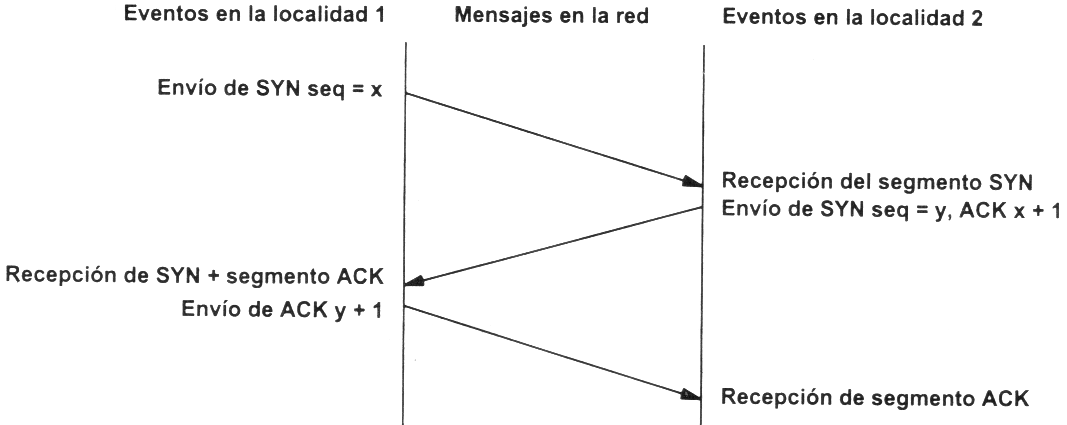 Eventos en la localidad 1
Mensajes en la red
Eventos en la localidad 2
Envío de SYN seq = x
Recepción del segmento SYN
Envío de SYN seq = y, ACK x + 1
Recepción de SYN + segmento ACK
Envío de ACK y + 1
Recepción de segmento ACK